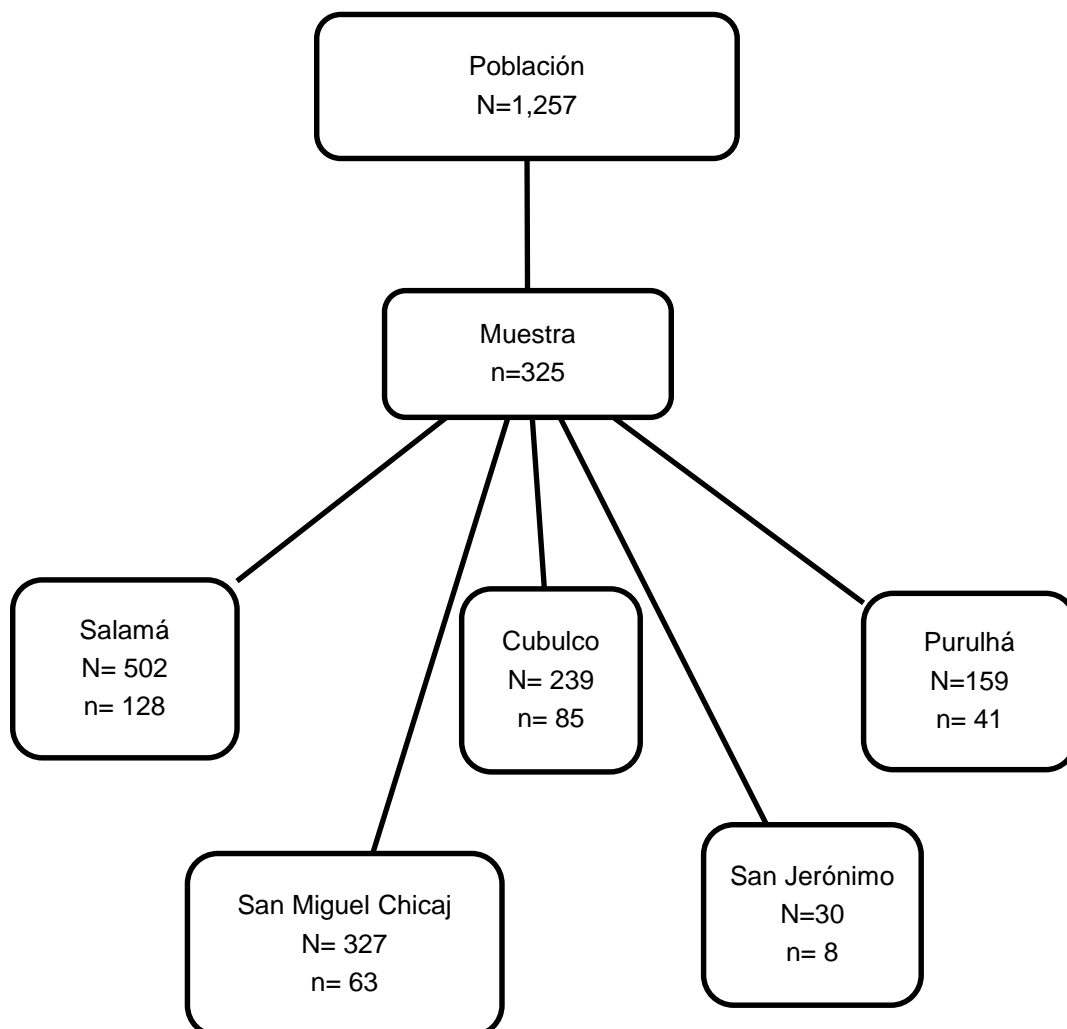 Población
N=1,257
Muestra
n=325
Salamá
N= 502
n= 128
Cubulco
N= 239
n= 85
Purulhá
N=159
n= 41
San Miguel Chicaj
N= 327
n= 63
San Jerónimo
N=30
n= 8